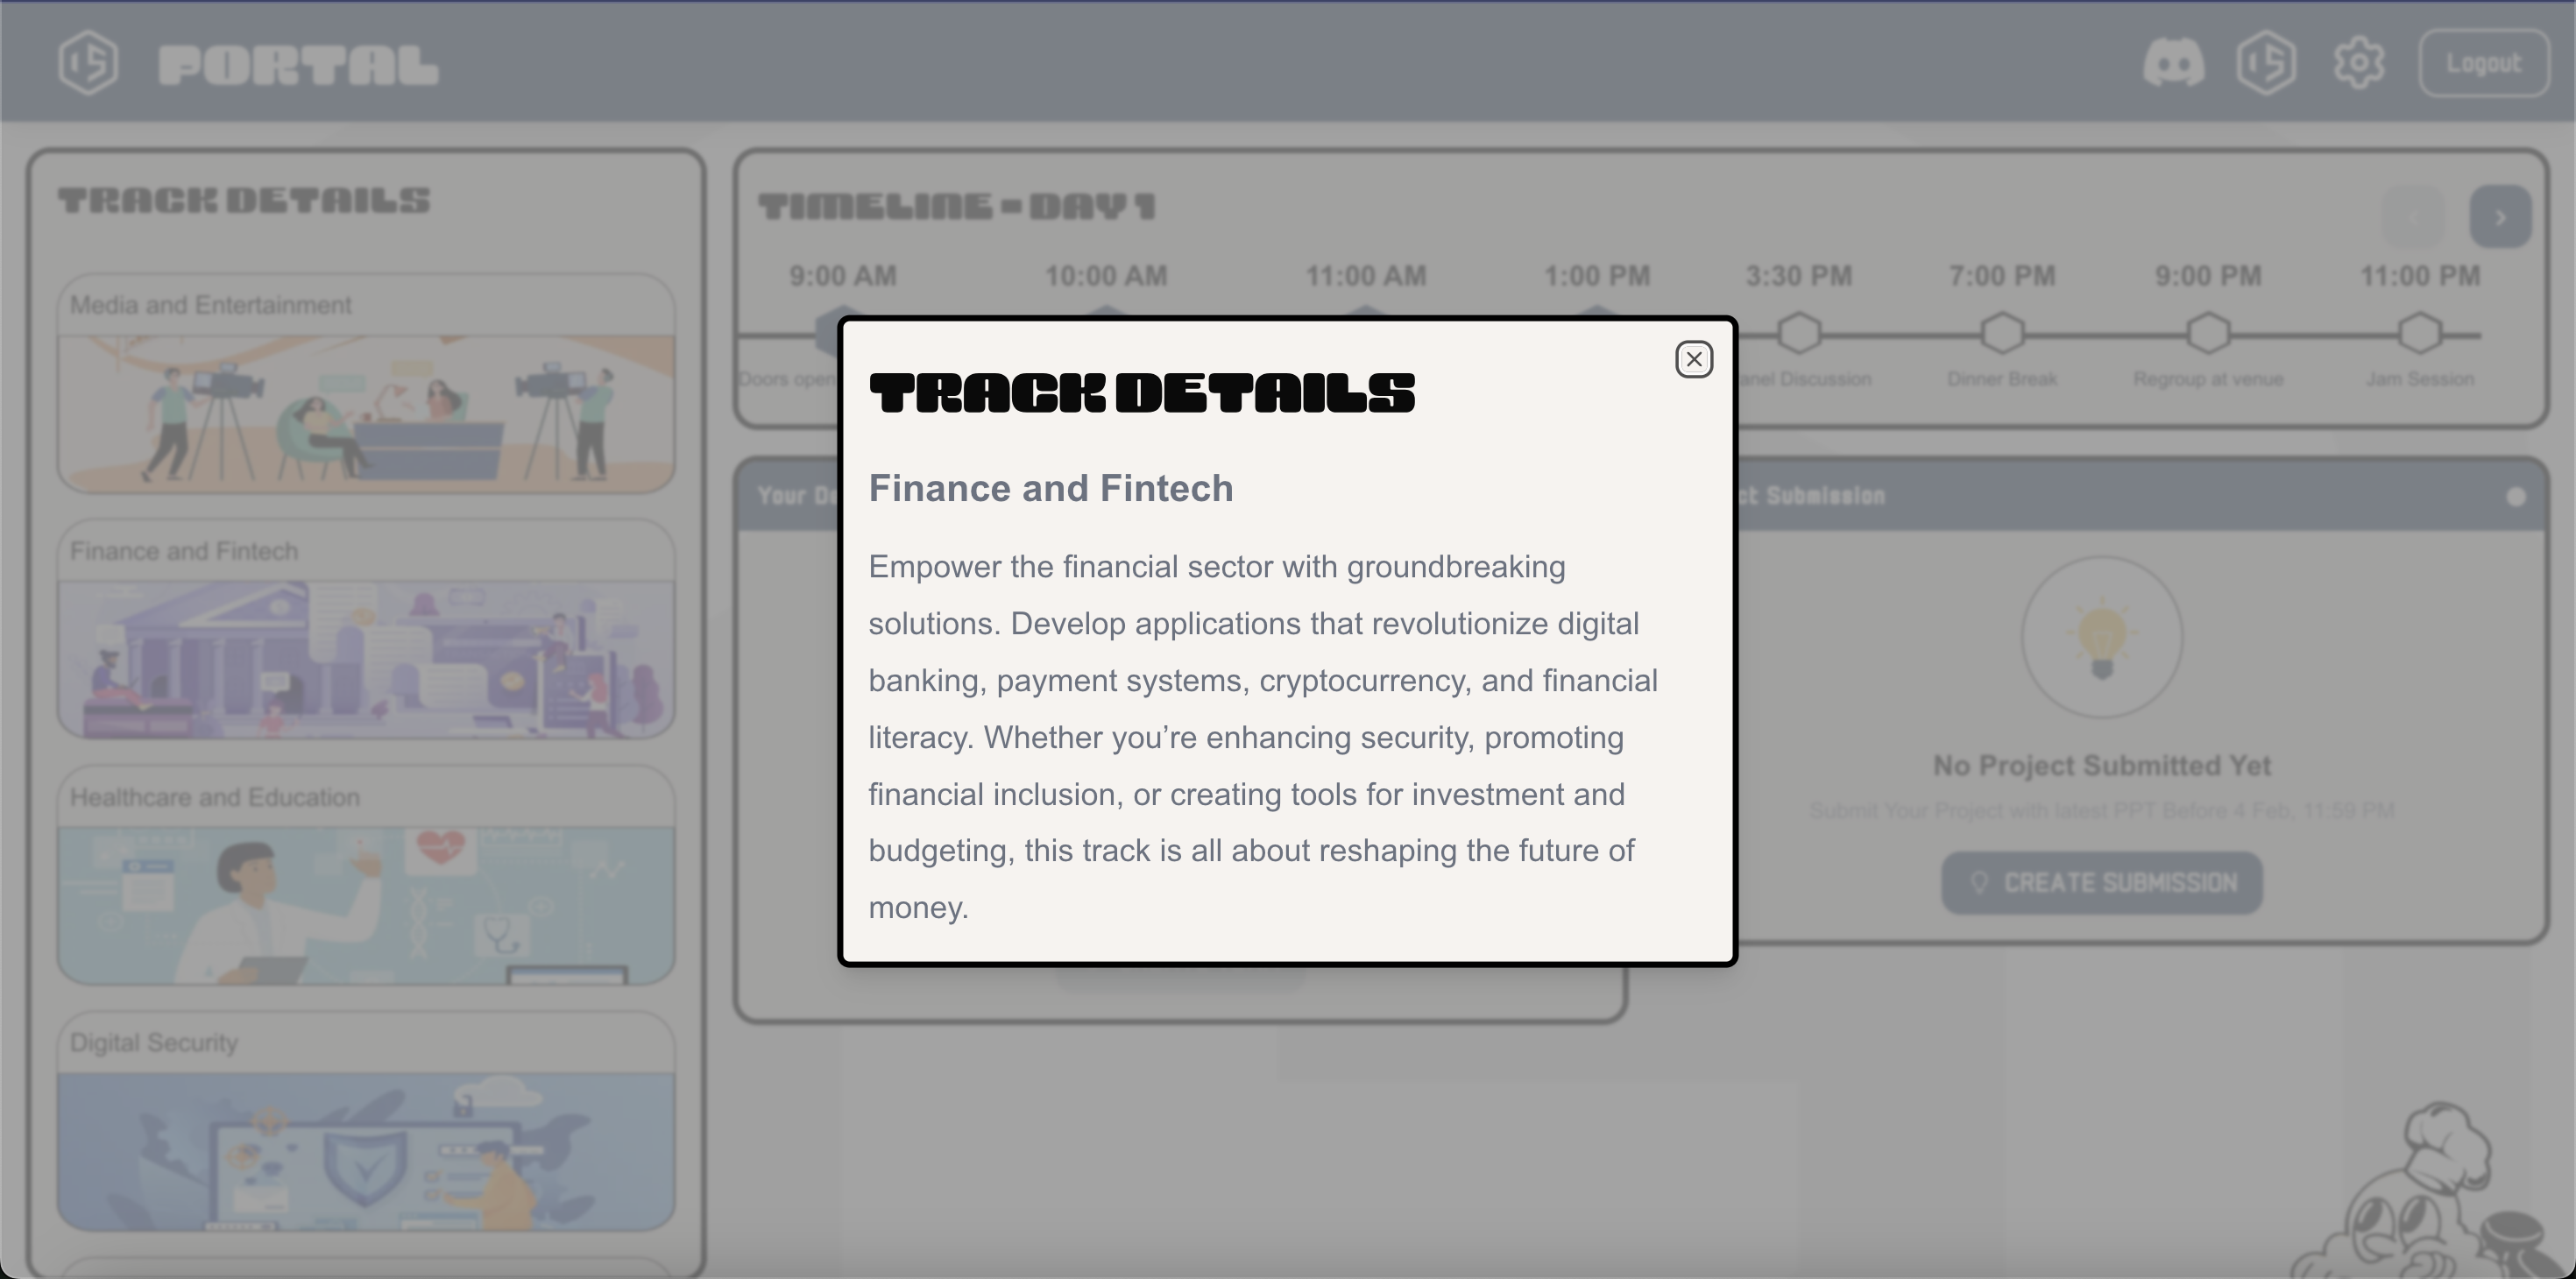 PORTAL
Logout
TRACK DETAILS
Media and Entertainment
Finance and Fintech
Healthcare and Education
Digital Security
TIMELINE - DAY 1
9:00 AM
10:00 AM
11:00 AM
1:00 PM
3:30 PM
7:00 PM
9:00 PM
11:00 PM
Doors open
Discussion
Dinner Break
Regroup at venue
Jam Session
Your
Submission
No Project Submitted Yet
Submit Your Project with latest PPT Before 4 Feb, 11:59 PM
CREATE SUBMISSION
TRACK DETAILS
Finance and Fintech
Empower the financial sector with groundbreaking
solutions. Develop applications that revolutionize digital
banking, payment systems, cryptocurrency, and financial
literacy. Whether you’re enhancing security, promoting
financial inclusion, or creating tools for investment and
budgeting, this track is all about reshaping the future of
money.